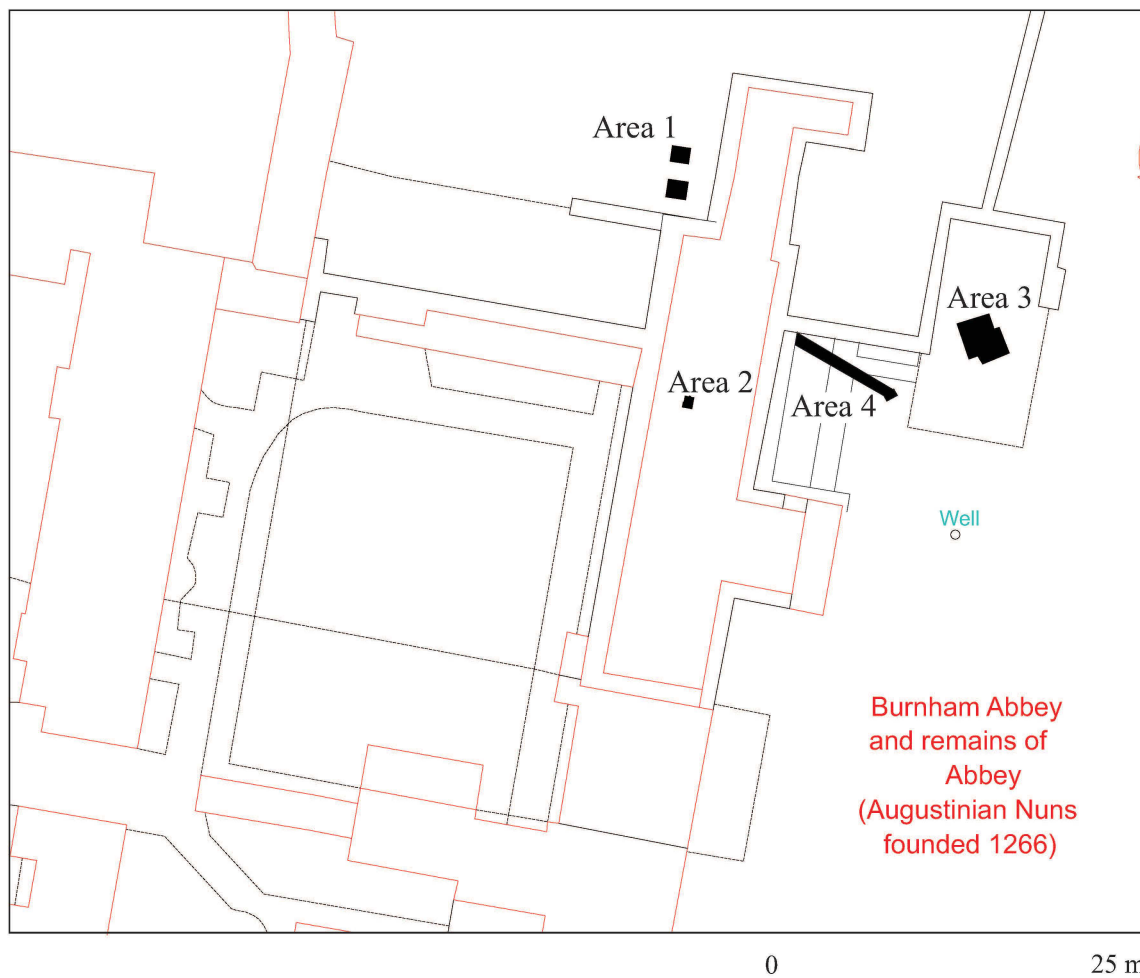 Area 1
Area 3
Area 2
Area 4
Well
Burnham Abbey
and remains of
Abbey
(Augustinian Nuns
founded 1266)
0 25 m